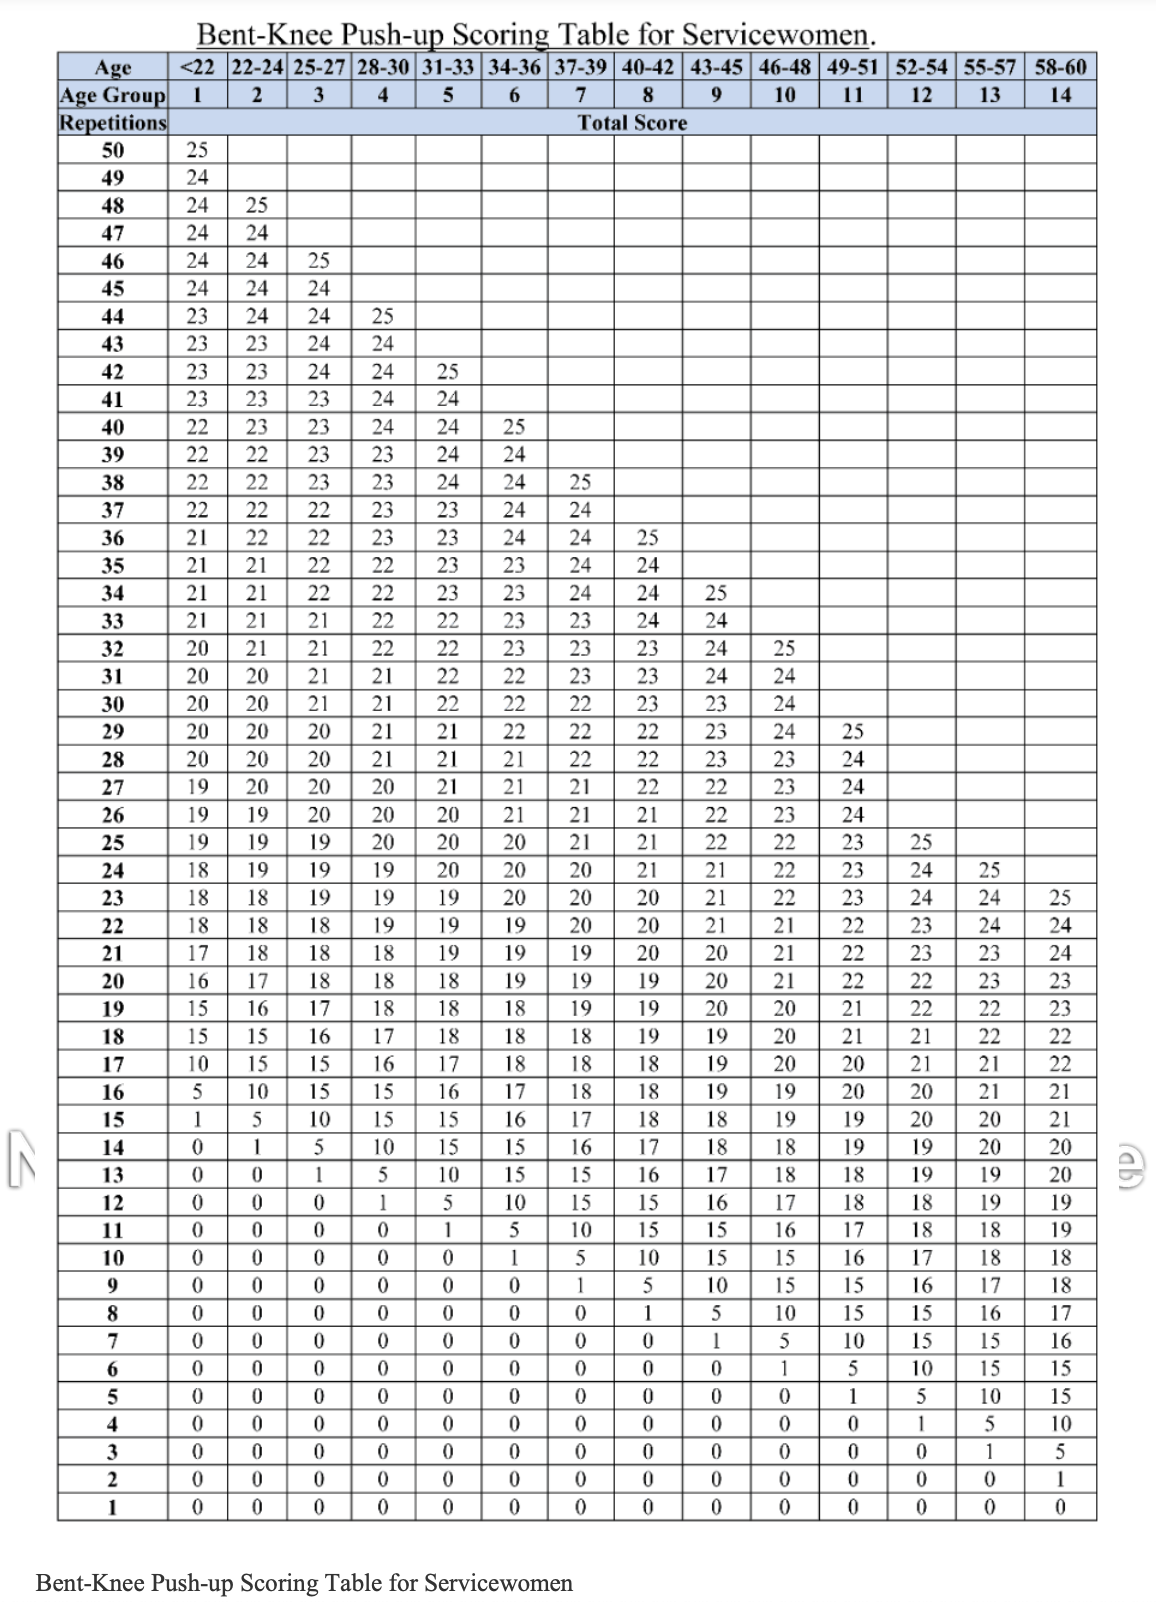 Bent-Knee Push-up Scoring Table for Servicewomen.
Age <22 22-24 25-27 28-30 31-33 34-36 37-39 40-42 43-45 46-48 49-51 52-54 55-57 58-60
Age Group 1 2 3 4 5 6 7 8 9 10 11 12 13 14
Repetitions Total Score
50 25
49 24
48 24 25
47 24 24
46 24 24 25
45 24 24 24
44 23 24 24 25
43 23 23 24 24
42 23 23 24 24 25
41 23 23 23 24 24
40 22 23 23 24 24 25
39 22 22 23 23 24 24
38 22 22 23 23 24 24 25
37 22 22 22 23 23 24 24
36 21 22 22 23 23 24 24 25
35 21 21 22 22 23 23 24 24
34 21 21 22 22 23 23 24 24 25
33 21 21 21 22 22 23 23 24 24
32 20 21 21 22 22 23 23 23 24 25
31 20 20 21 21 22 22 23 23 24 24
30 20 20 21 21 22 22 22 23 23 24
29 20 20 20 21 21 22 22 22 23 24 25
28 20 20 20 21 21 21 22 22 23 23 24
27 19 20 20 20 21 21 21 22 22 23 24
26 19 19 20 20 20 21 21 21 22 23 24
25 19 19 19 20 20 20 21 21 22 22 23 25
24 18 19 19 19 20 20 20 21 21 22 23 24 25
23 18 18 19 19 19 20 20 20 21 22 23 24 24 25
22 18 18 18 19 19 19 20 20 21 21 22 23 24 24
21 17 18 18 18 19 19 19 20 20 21 22 23 23 24
20 16 17 18 18 18 19 19 19 20 21 22 22 23 23
19 15 16 17 18 18 18 19 19 20 20 21 22 22 23
18 15 15 16 17 18 18 18 19 19 20 21 21 22 22
17 10 15 15 16 17 18 18 18 19 20 20 21 21 22
16 5 10 15 15 16 17 18 18 19 19 20 20 21 21
15 1 5 10 15 15 16 17 18 18 19 19 20 20 21
14 0 1 5 10 15 15 16 17 18 18 19 19 20 20
13 0 0 1 5 10 15 15 16 17 18 18 19 19 20
12 0 0 0 1 5 10 15 15 16 17 18 18 19 19
11 0 0 0 0 1 5 10 15 15 16 17 18 18 19
10 0 0 0 0 0 1 5 10 15 15 16 17 18 18
9 0 0 0 0 0 0 1 5 10 15 15 16 17 18
8 0 0 0 0 0 0 0 1 5 10 15 15 16 17
7 0 0 0 0 0 0 0 0 1 5 10 15 15 16
6 0 0 0 0 0 0 0 0 0 1 5 10 15 15
5 0 0 0 0 0 0 0 0 0 0 1 5 10 15
4 0 0 0 0 0 0 0 0 0 0 0 1 5 10
3 0 0 0 0 0 0 0 0 0 0 0 0 1 5
2 0 0 0 0 0 0 0 0 0 0 0 0 0 1
1 0 0 0 0 0 0 0 0 0 0 0 0 0 0
Bent-Knee Push-up Scoring Table for Servicewomen